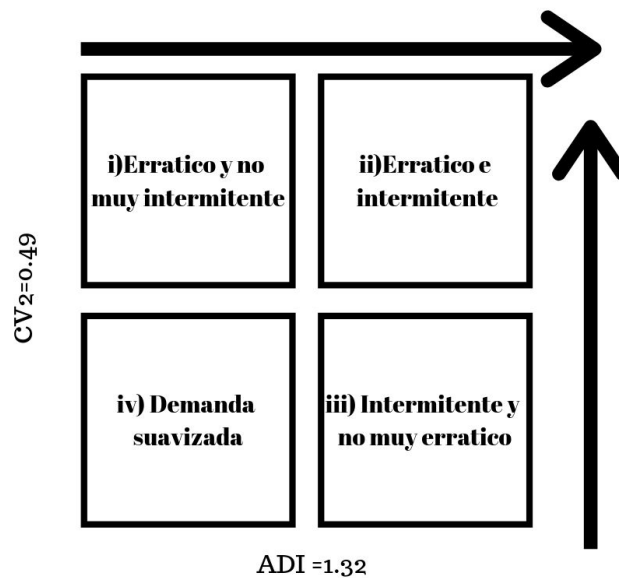 i)Erratico y no
muy intermitente
ii)Erratico e
intermitente
CV2=0.49
iv) Demanda
suavizada
iii) Intermitente y
no muy erratico
ADI =1.32